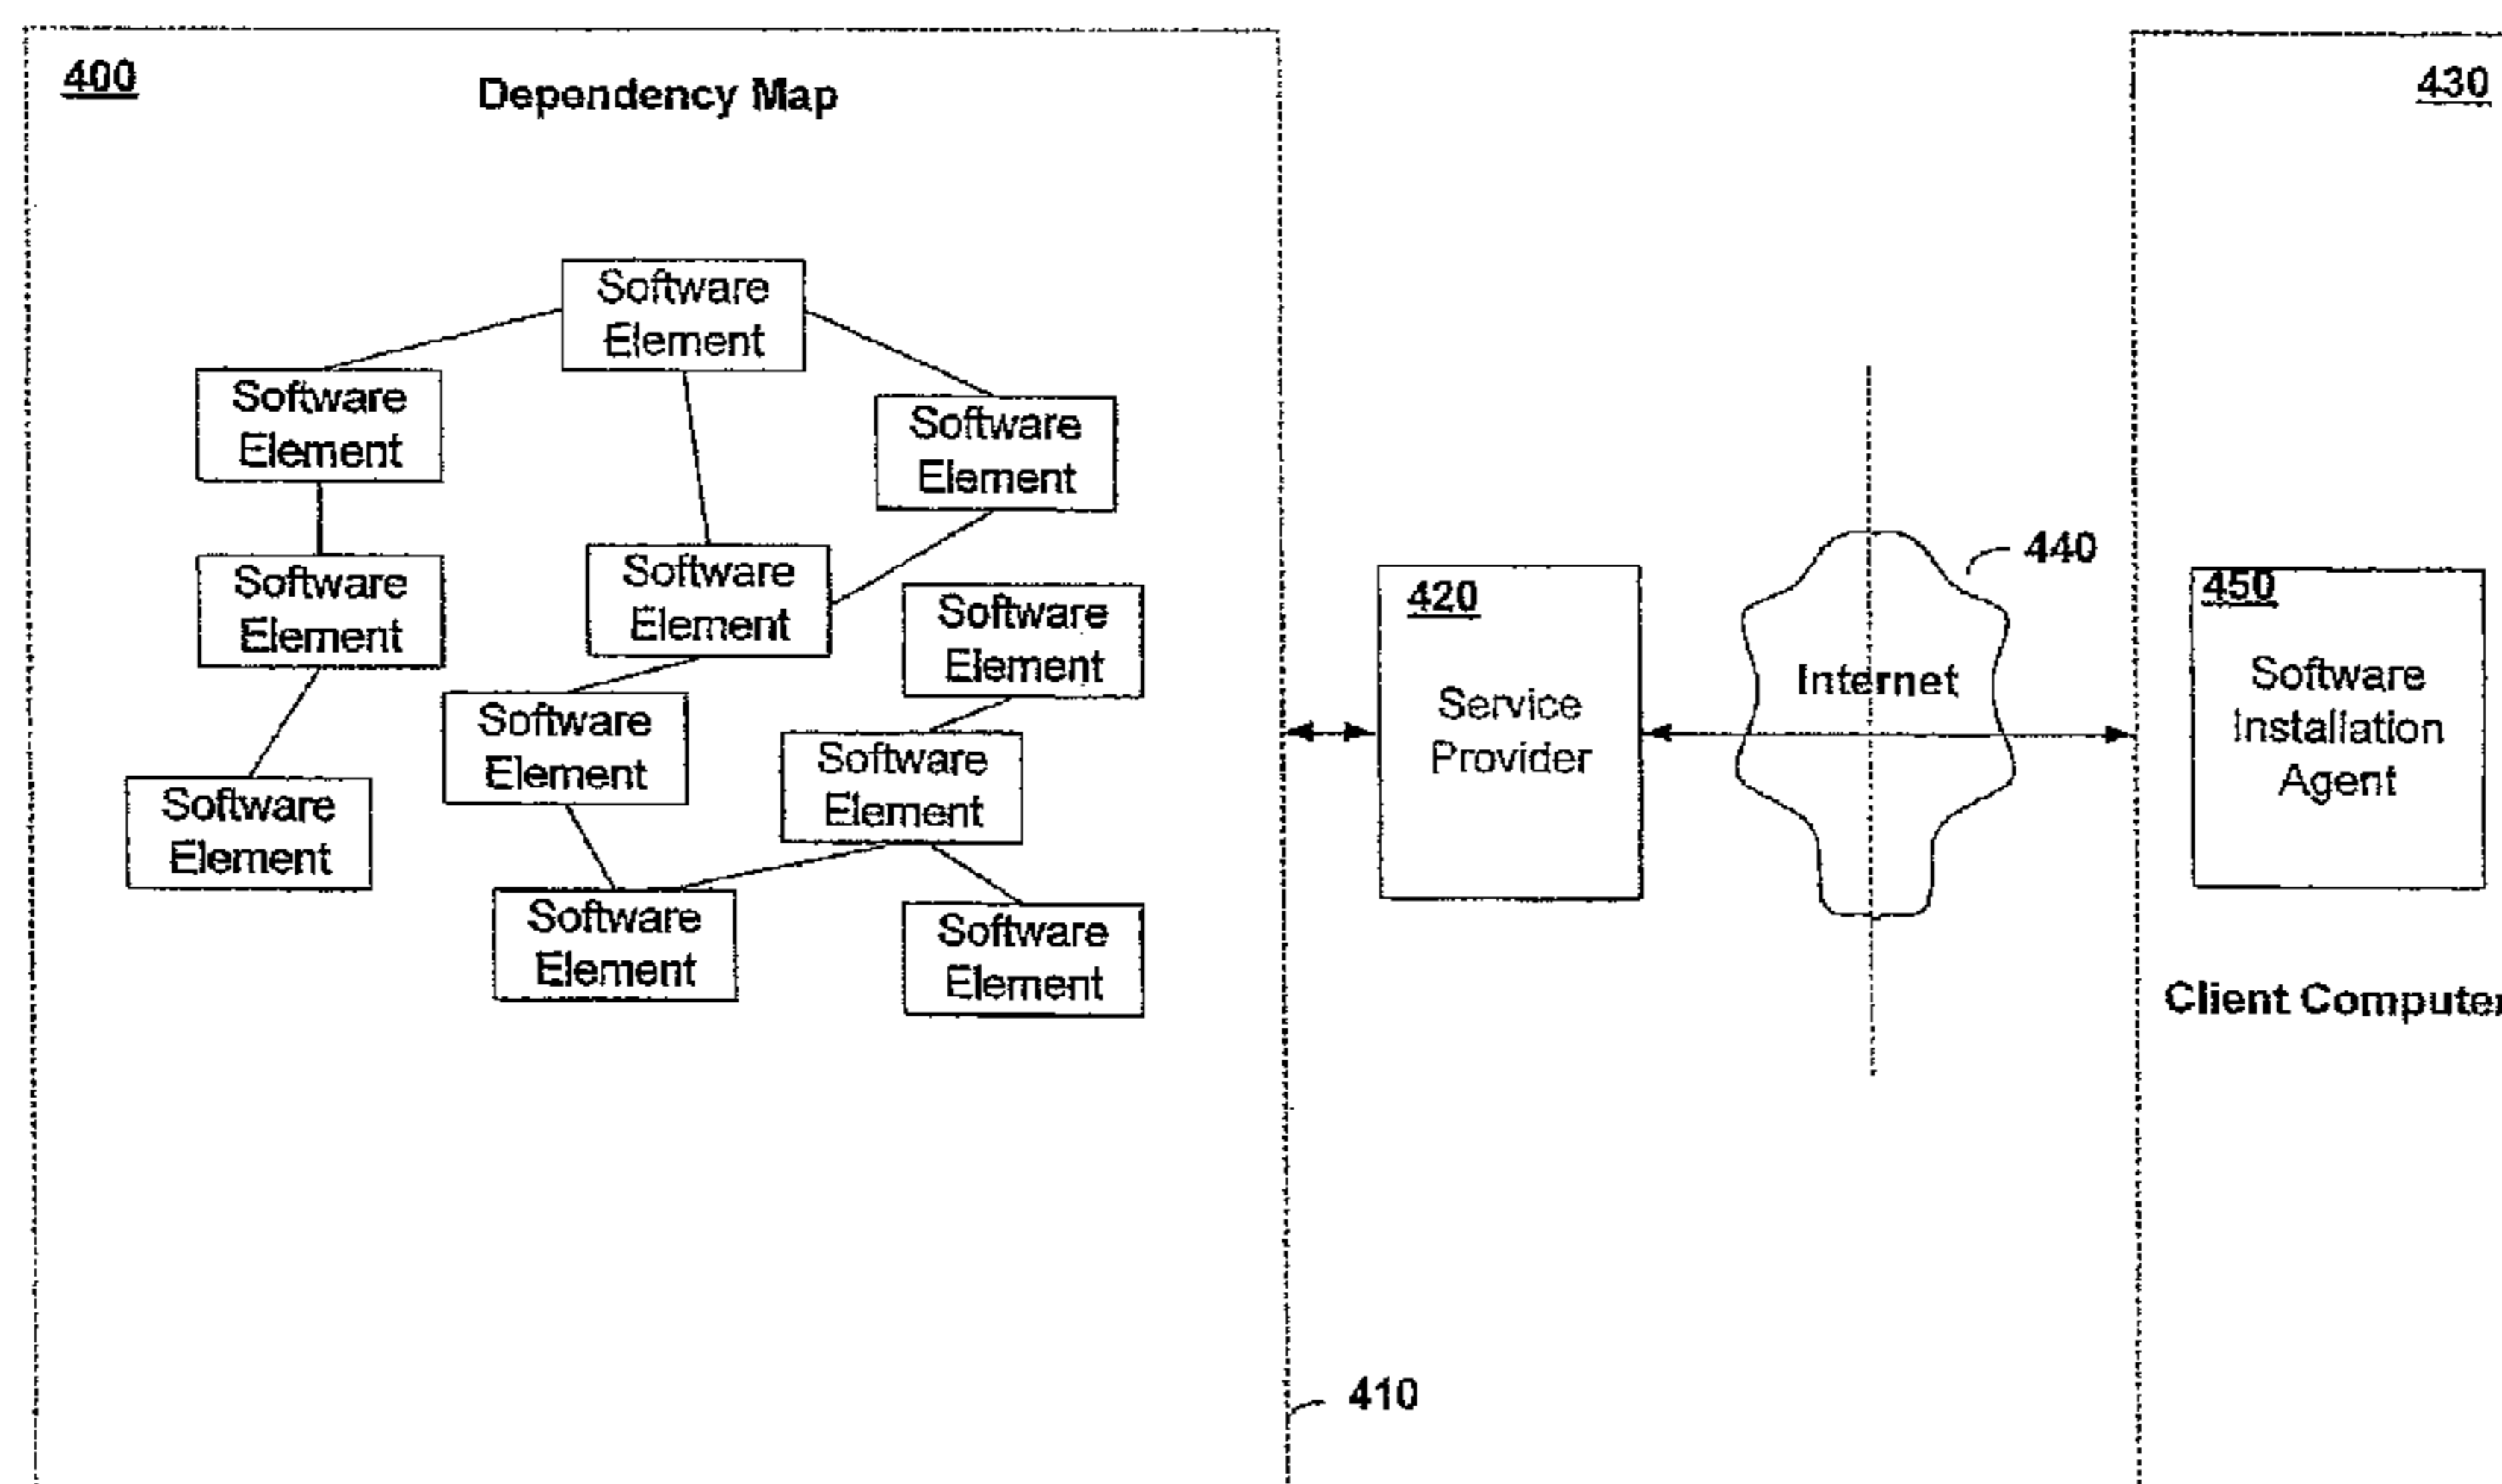 400
Dependency Map
430
Software
Element
Software
Element
Software
Element
Software
Element
Software
Element
Software
Element
Software
Element
Software
Element
Software
Element
Software
Element
Software
Element
420
Service
Provider
Internet
440
450
Software
Installation
Agent
Client Computer
410